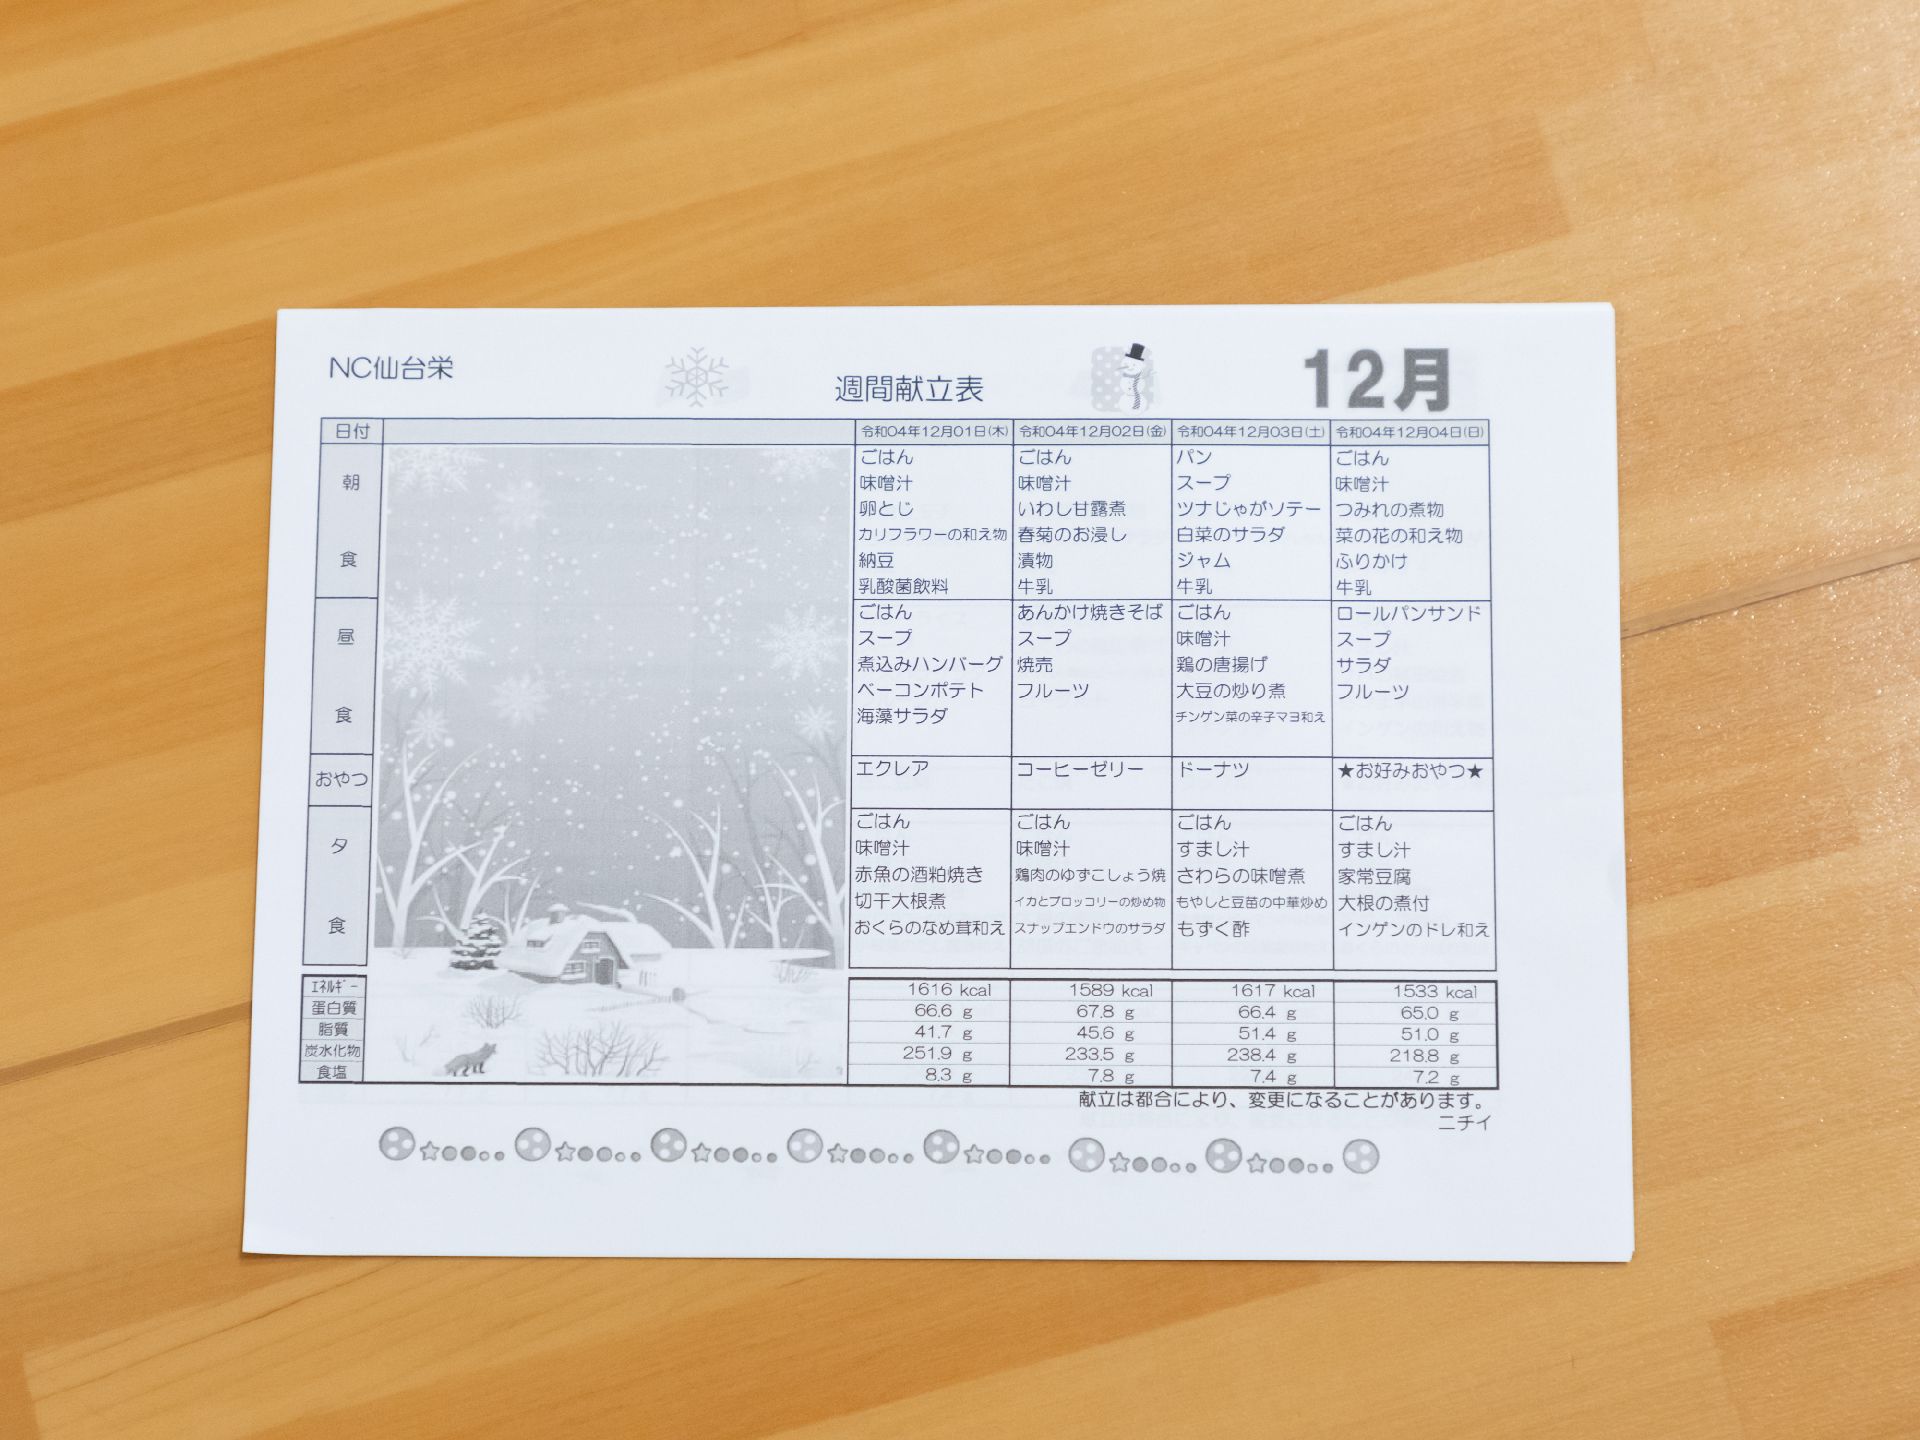 NC仙台栄
週間献立表
12月
日付
令和04年12月01日(木)
令和04年12月02日(金)
令和04年12月03日(土)
令和04年12月04日(日)
朝食
ごはん
味噌汁
卵とじ
カリフラワーの和え物
納豆
乳酸菌飲料
ごはん
味噌汁
いわし甘露煮
春菊のお浸し
漬物
牛乳
パン
スープ
ツナじゃがソテー
白菜のサラダ
ジャム
牛乳
ごはん
味噌汁
つみれの煮物
菜の花の和え物
ふりかけ
牛乳
昼食
ごはん
スープ
煮込みハンバーグ
ベーコンポテト
海藻サラダ
あんかけ焼きそば
スープ
焼売
フルーツ
ごはん
味噌汁
鶏の唐揚げ
大豆の炒り煮
チンゲン菜の辛子マヨ和え
ロールパンサンド
スープ
サラダ
フルーツ
おやつ
エクレア
コーヒーゼリー
ドーナツ
★お好みおやつ★
夕食
ごはん
味噌汁
赤魚の酒粕焼き
切干大根煮
おくらのなめ茸和え
ごはん
味噌汁
鶏肉のゆずこしょう焼
イカとブロッコリーの炒め物
スナップエンドウのサラダ
ごはん
すまし汁
さわらの味噌煮
もやしと豆苗の中華炒め
もずく酢
ごはん
すまし汁
家常豆腐
大根の煮付
インゲンのドレ和え
ｴﾈﾙｷﾞｰ 1616 kcal 1589 kcal 1617 kcal 1533 kcal
蛋白質 66.6 g 67.8 g 66.4 g 65.0 g
脂質 41.7 g 45.6 g 51.4 g 51.0 g
炭水化物 251.9 g 233.5 g 238.4 g 218.8 g
食塩 8.3 g 7.8 g 7.4 g 7.2 g
献立は都合により、変更になることがあります。
ニチイ